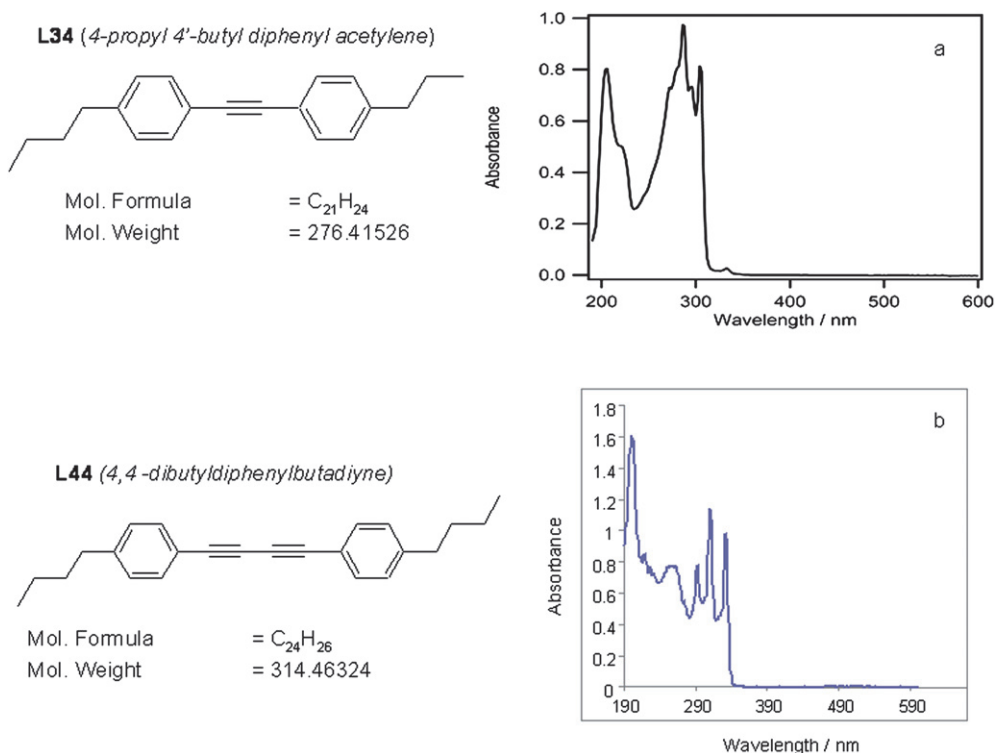 L34 (4-propyl 4'-butyl diphenyl acetylene)
Mol. Formula = C21H24
Mol. Weight = 276.41526
a
1.0
0.8
0.6
0.4
0.2
0.0
Absorbance
200 300 400 500 600
Wavelength / nm
L44 (4,4-dibutyldiphenylbutadiyne)
Mol. Formula = C24H26
Mol. Weight = 314.46324
b
1.8
1.6
1.4
1.2
1
0.8
0.6
0.4
0.2
0
Absorbance
190 290 390 490 590
Wavelength / nm